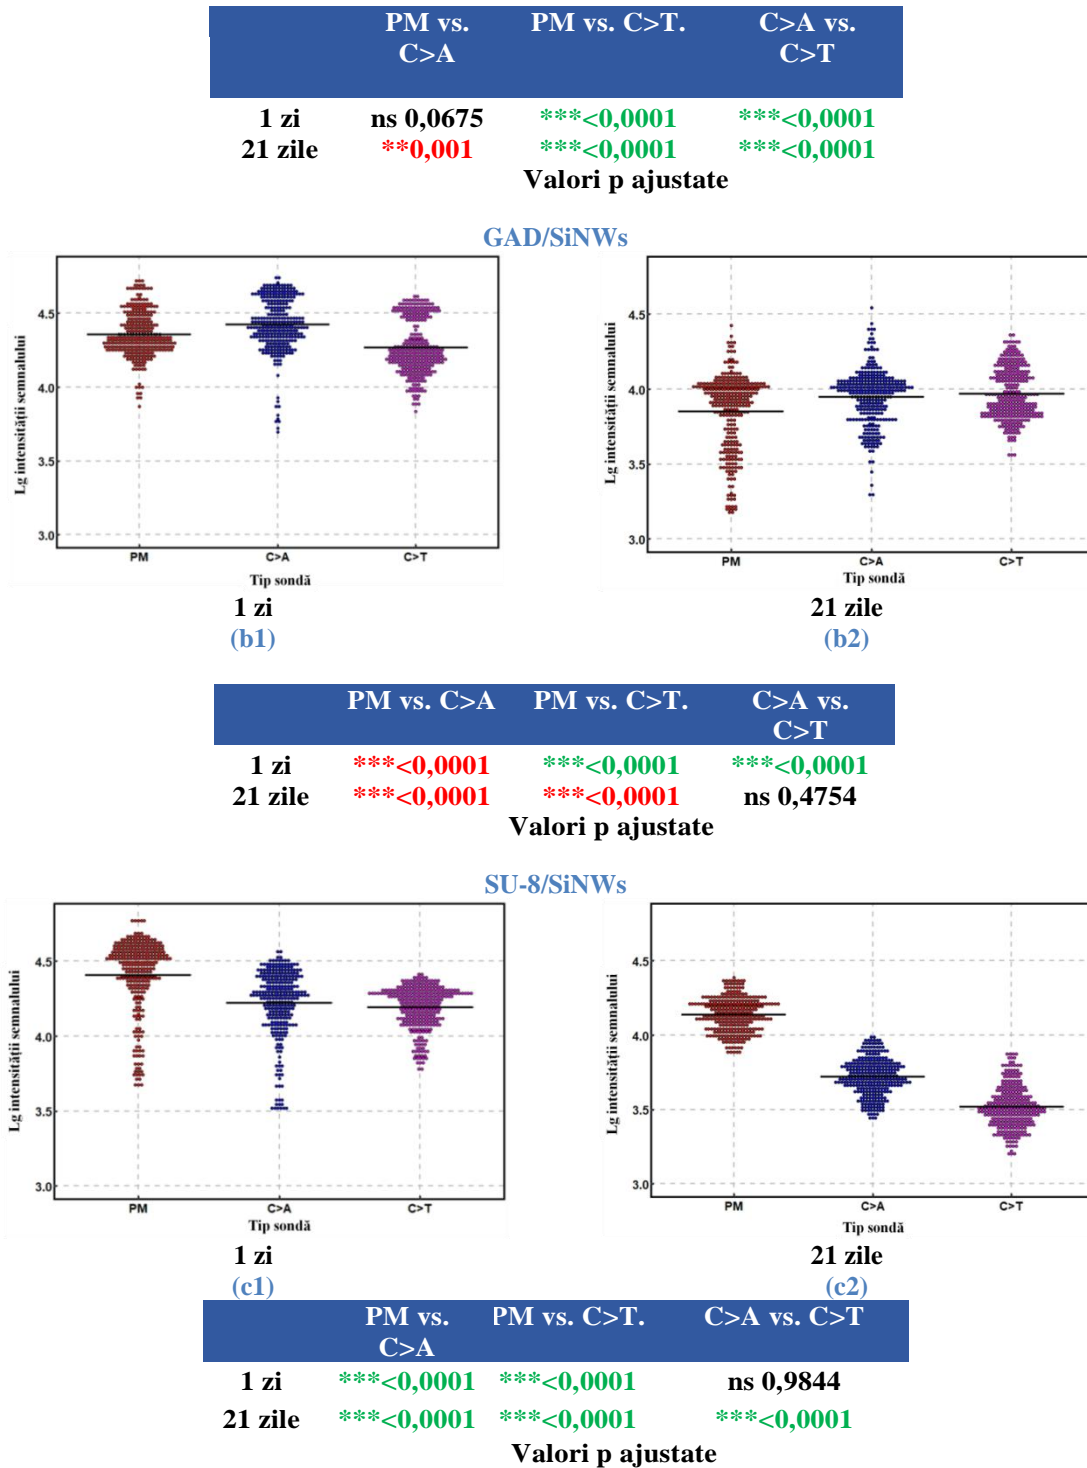 PM vs. C>A PM vs. C>T. C>A vs. C>T
1 zi ns 0,0675 ***<0,0001 ***<0,0001
21 zile **0,001 ***<0,0001 ***<0,0001
Valori p ajustate
GAD/SiNWs
Lg intensității semnalului
4.5
4.0
3.5
3.0
PM C>A C>T
Tip sondă
1 zi
(b1)
Lg intensității semnalului
4.5
4.0
3.5
3.0
PM C>A C>T
Tip sondă
21 zile
(b2)
PM vs. C>A PM vs. C>T. C>A vs. C>T
1 zi ***<0,0001 ***<0,0001 ***<0,0001
21 zile ***<0,0001 ***<0,0001 ns 0,4754
Valori p ajustate
SU-8/SiNWs
Lg intensității semnalului
4.5
4.0
3.5
3.0
PM C>A C>T
Tip sondă
1 zi
(c1)
Lg intensității semnalului
4.5
4.0
3.5
3.0
PM C>A C>T
Tip sondă
21 zile
(c2)
PM vs. C>A PM vs. C>T. C>A vs. C>T
1 zi ***<0,0001 ***<0,0001 ns 0,9844
21 zile ***<0,0001 ***<0,0001 ***<0,0001
Valori p ajustate